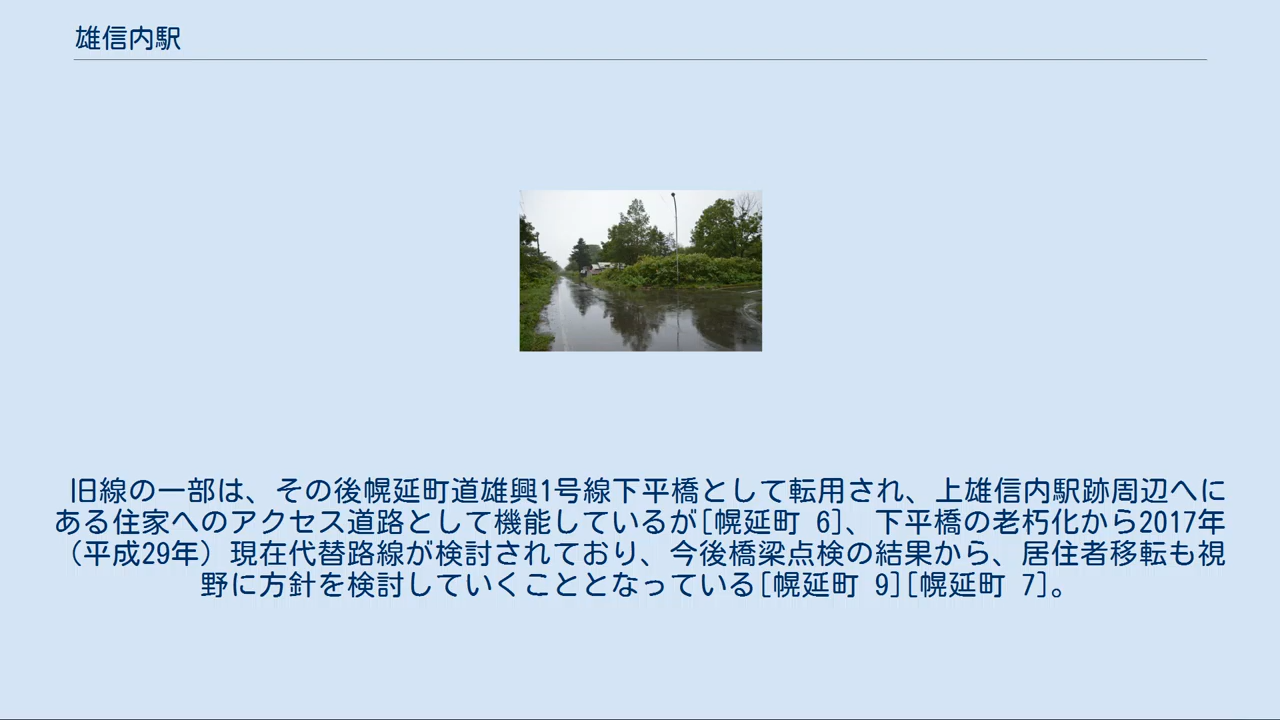 雄信内駅
旧線の一部は、その後幌延町道雄興1号線下平橋として転用され、上雄信内駅跡周辺へに
ある住家へのアクセス道路として機能しているが[幌延町 6]、下平橋の老朽化から2017年
（平成29年）現在代替路線が検討されており、今後橋梁点検の結果から、居住者移転も視
野に方針を検討していくこととなっている[幌延町 9][幌延町 7]。